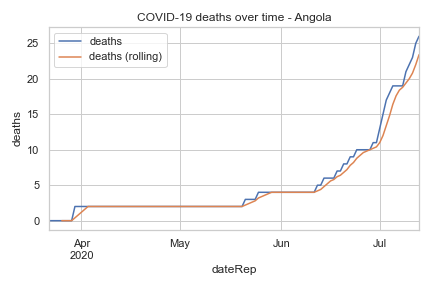 COVID-19 deaths over time - Angola
deaths
deaths (rolling)
25
20
15
10
5
0
deaths
Apr
2020
May
Jun
Jul
dateRep